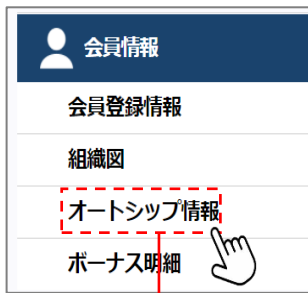 会員情報
会員登録情報
組織図
オートシップ情報
ボーナス明細